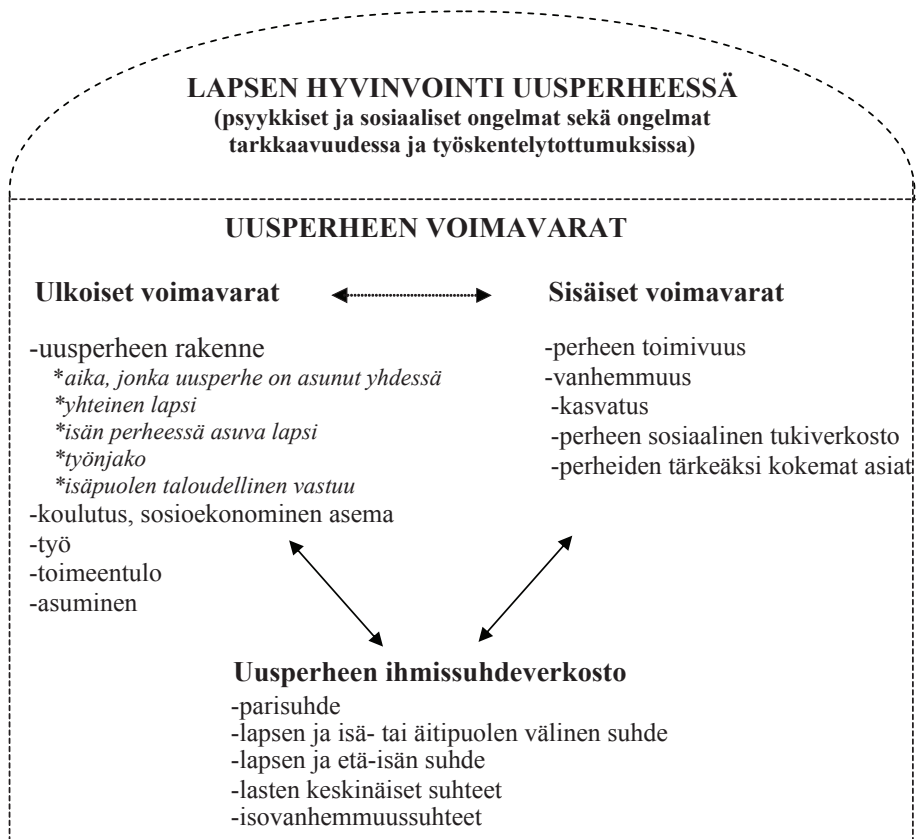 LAPSEN HYVINVOINTI UUSPERHEESSÄ
(psyykkiset ja sosiaaliset ongelmat sekä ongelmat
tarkkaavuudessa ja työskentelytottumuksissa)
UUSPERHEEN VOIMAVARAT
Ulkoiset voimavarat
-uusperheen rakenne
*aika, jonka uusperhe on asunut yhdessä
*yhteinen lapsi
*isän perheessä asuva lapsi
*työnjako
*isäpuolen taloudellinen vastuu
-koulutus, sosioekonominen asema
-työ
-toimeentulo
-asuminen
Sisäiset voimavarat
-perheen toimivuus
-vanhemmuus
-kasvatus
-perheen sosiaalinen tukiverkosto
-perheiden tärkeäksi kokemat asiat
Uusperheen ihmissuhdeverkosto
-parisuhde
-lapsen ja isä- tai äitipuolen välinen suhde
-lapsen ja etä-isän suhde
-lasten keskinäiset suhteet
-isovanhemmuussuhteet